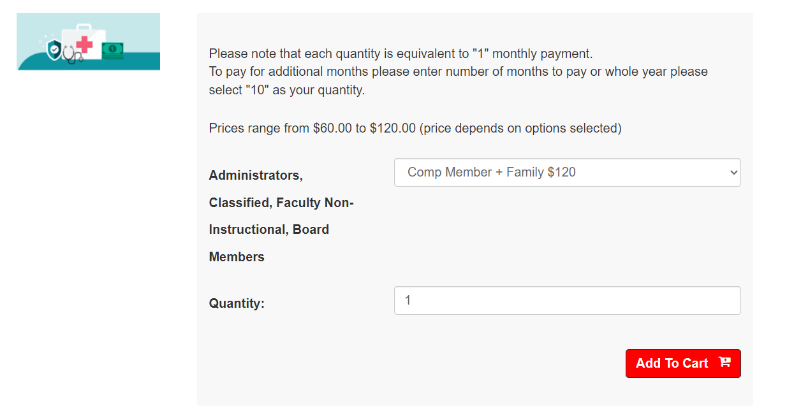 Please note that each quantity is equivalent to "1" monthly payment.
To pay for additional months please enter number of months to pay or whole year please
select "10" as your quantity.
Prices range from $60.00 to $120.00 (price depends on options selected)
Administrators,
Classified, Faculty Non-
Instructional, Board
Members
Comp Member + Family $120
Quantity:
1
Add To Cart